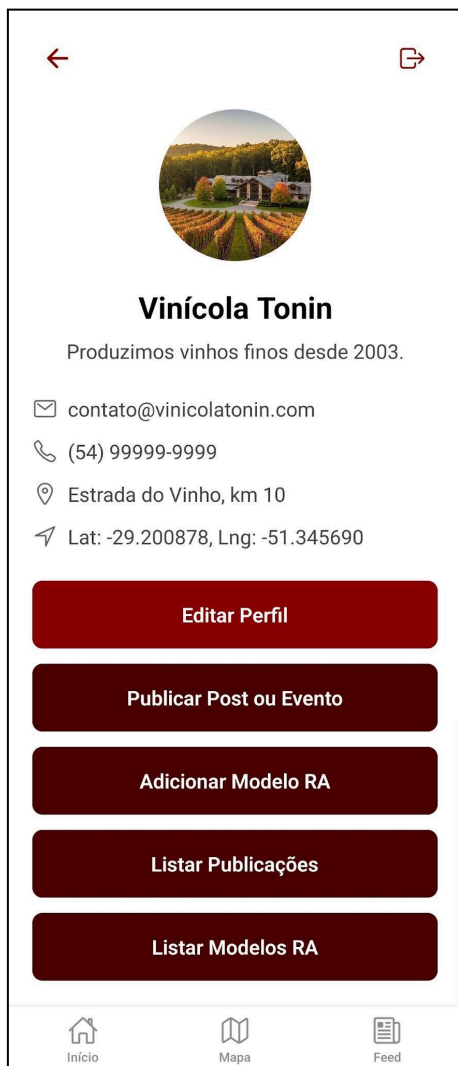 Vinícola Tonin
Produzimos vinhos finos desde 2003.
contato@vinicolatonin.com
(54) 99999-9999
Estrada do Vinho, km 10
Lat: -29.200878, Lng: -51.345690
Editar Perfil
Publicar Post ou Evento
Adicionar Modelo RA
Listar Publicações
Listar Modelos RA
Início Mapa Feed